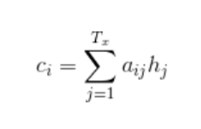 c_i = \sum_{j=1}^{T_x} a_{ij} h_j